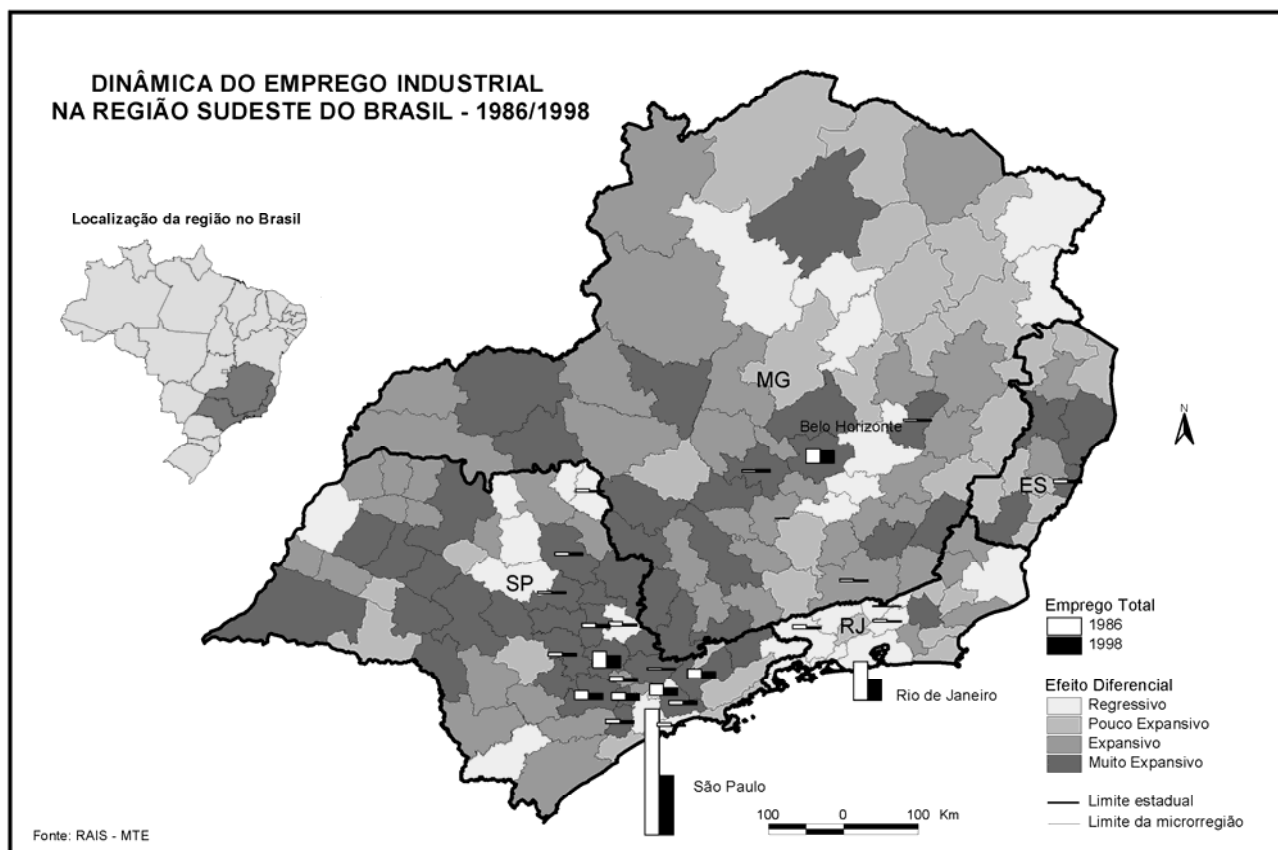 DINÂMICA DO EMPREGO INDUSTRIAL
NA REGIÃO SUDESTE DO BRASIL - 1986/1998
Localização da região no Brasil
MG
Belo Horizonte
N
ES
SP
RJ
Rio de Janeiro
São Paulo
Emprego Total
1986
1998
Efeito Diferencial
Regressivo
Pouco Expansivo
Expansivo
Muito Expansivo
Limite estadual
Limite da microrregião
100 0 100 Km
Fonte: RAIS - MTE